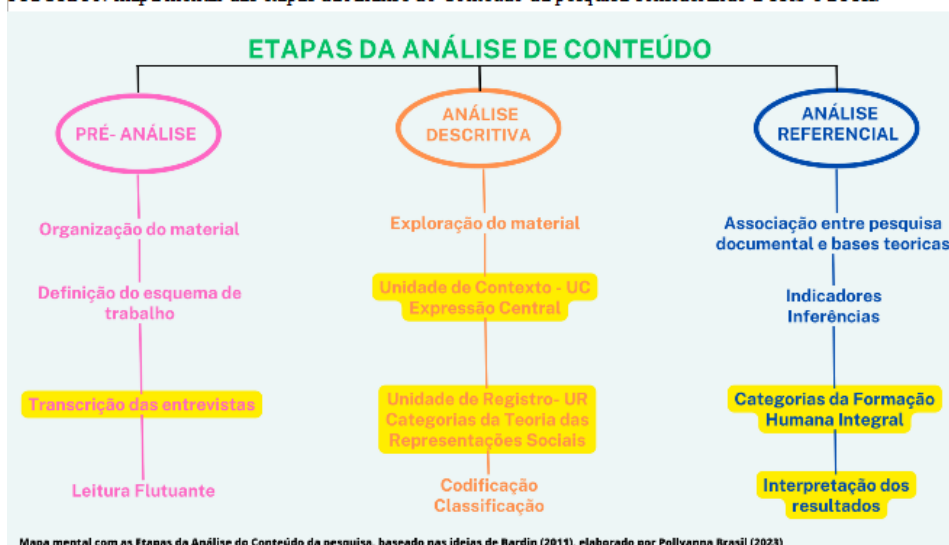 ETAPAS DA ANÁLISE DE CONTEÚDO
PRÉ- ANÁLISE
Organização do material
Definição do esquema de
trabalho
Transcrição das entrevistas
Leitura Flutuante
ANÁLISE
DESCRITIVA
Exploração do material
Unidade de Contexto - UC
Expressão Central
Unidade de Registro- UR
Categorias da Teoria das
Representações Sociais
Codificação
Classificação
ANÁLISE
REFERENCIAL
Associação entre pesquisa
documental e bases teoricas
Indicadores
Inferências
Categorias da Formação
Humana Integral
Interpretação dos
resultados
Mapa mental com as Etapas da Análise do Conteúdo da pesquisa, baseado nas ideias de Bardin (2011), elaborado por Pollyanna Brasil (2023)